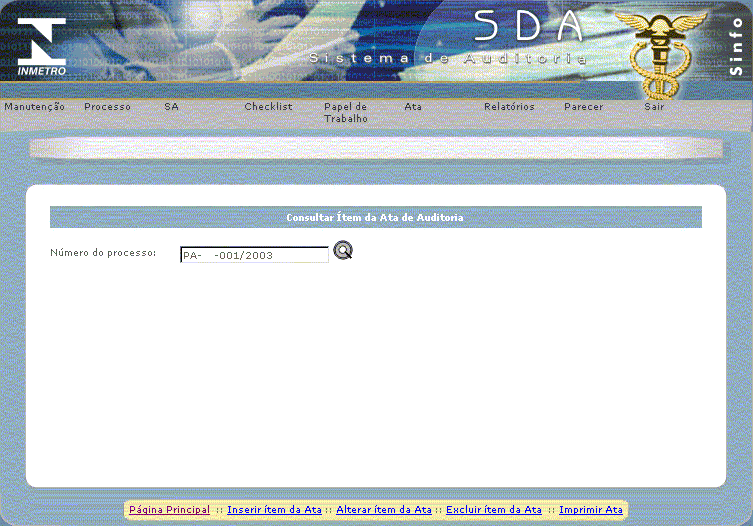 SDA
Sistema de Auditoria
INMETRO
Sinfo
Manutenção Processo SA Checklist Papel de Trabalho Ata Relatórios Parecer Sair
Consultar Ítem da Ata de Auditoria
Número do processo: PA- -001/2003
Página Principal :: Inserir ítem da Ata :: Alterar ítem da Ata :: Excluir ítem da Ata :: Imprimir Ata